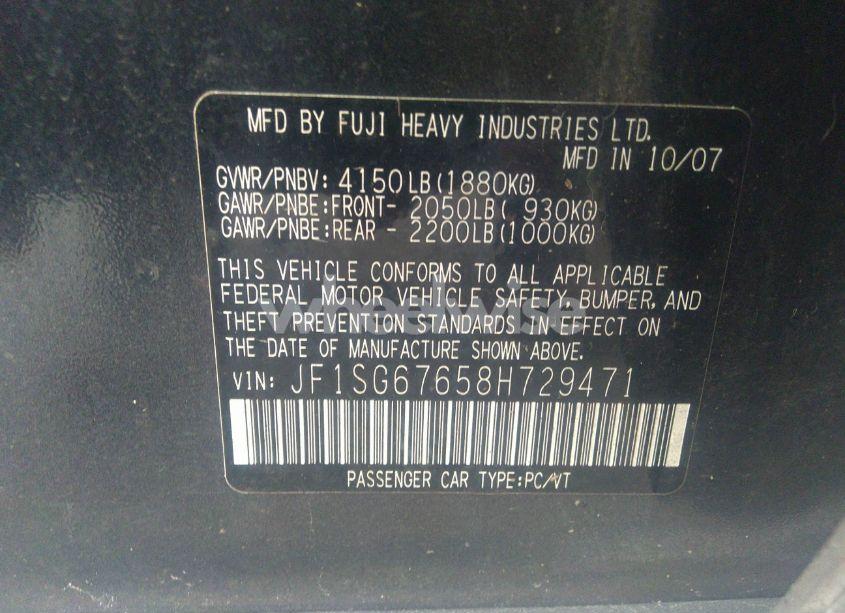 MFD BY FUJI HEAVY INDUSTRIES LTD.
MFD IN 10/07
GVWR/PNBV: 4150LB(1880KG)
GAWR/PNBE:FRONT- 2050LB( 930KG)
GAWR/PNBE:REAR - 2200LB(1000KG)
THIS VEHICLE CONFORMS TO ALL APPLICABLE
FEDERAL MOTOR VEHICLE SAFETY, BUMPER, AND
THEFT PREVENTION STANDARDS IN EFFECT ON
THE DATE OF MANUFACTURE SHOWN ABOVE.
wheelwise
VIN: JF1SG67658H729471
PASSENGER CAR TYPE:PC/VT